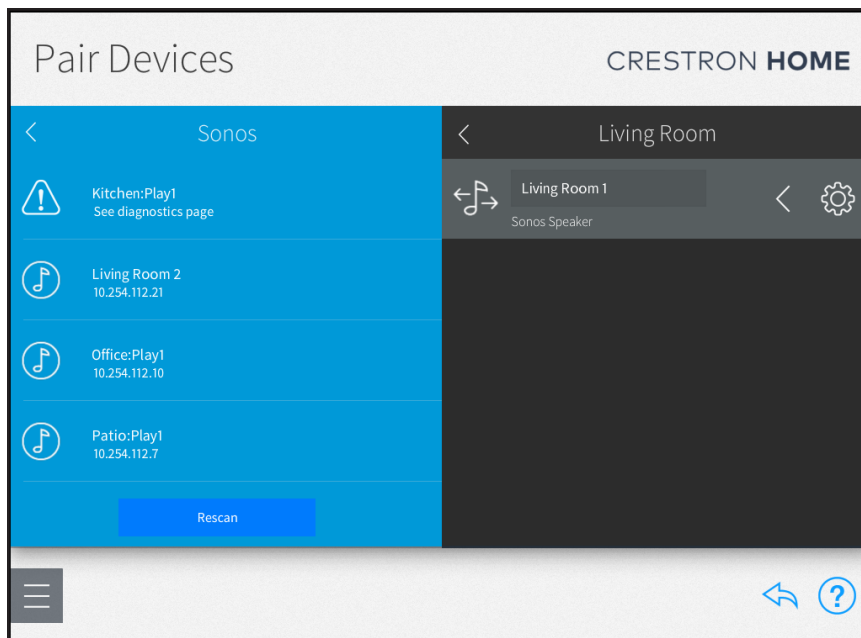 Pair Devices
CRESTRON HOME
Sonos
Kitchen:Play1
See diagnostics page
Living Room 2
10.254.112.21
Office:Play1
10.254.112.10
Patio:Play1
10.254.112.7
Rescan
Living Room
Living Room 1
Sonos Speaker
?